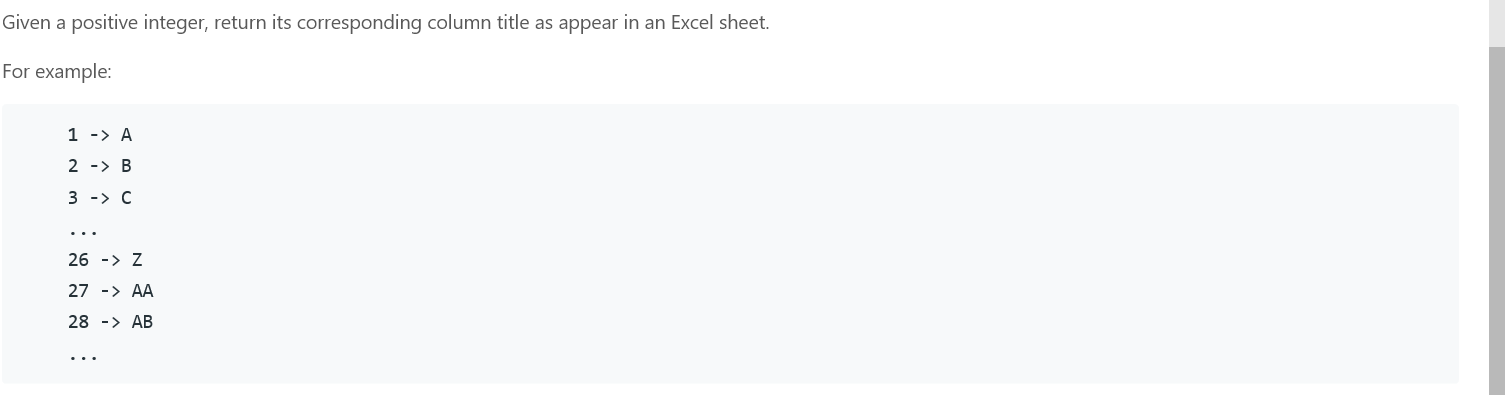 Given a positive integer, return its corresponding column title as appear in an Excel sheet.
For example:
1 -> A
2 -> B
3 -> C
...
26 -> Z
27 -> AA
28 -> AB
...